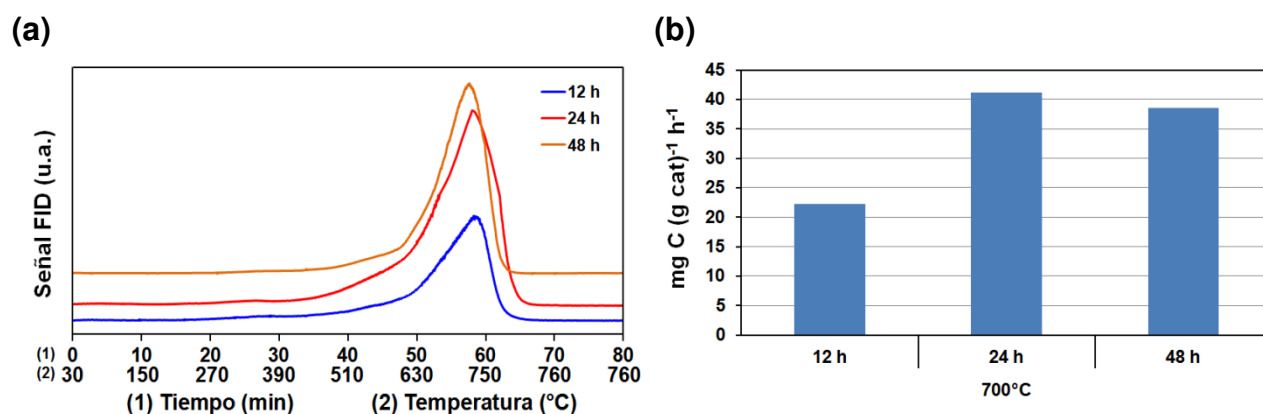 (a)
Señal FID (u.a.)
12 h
24 h
48 h
(1) 0 10 20 30 40 50 60 70 80
(2) 30 150 270 390 510 630 750 760 760
(1) Tiempo (min) (2) Temperatura (°C)
(b)
mg C (g cat)⁻¹ h⁻¹
45
40
35
30
25
20
15
10
5
0
12 h 24 h 48 h
700°C